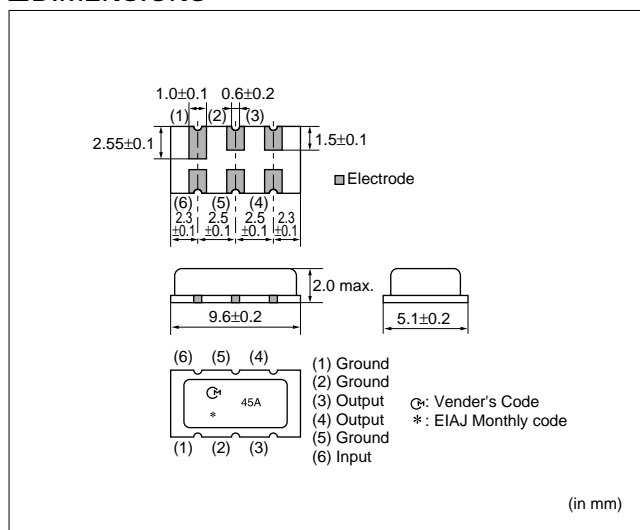 ■DIMENSIONS
1.0±0.1 0.6±0.2
(1) (2) (3)
2.55±0.1
1.5±0.1
Electrode
(6) (5) (4)
2.3 2.5 2.5 2.3
±0.1 ±0.1 ±0.1 ±0.1
2.0 max.
9.6±0.2
5.1±0.2
(6) (5) (4)
45A
*
(1) (2) (3)
(1) Ground
(2) Ground
(3) Output
(4) Output
(5) Ground
(6) Input
: Vender's Code
* : EIAJ Monthly code
(in mm)